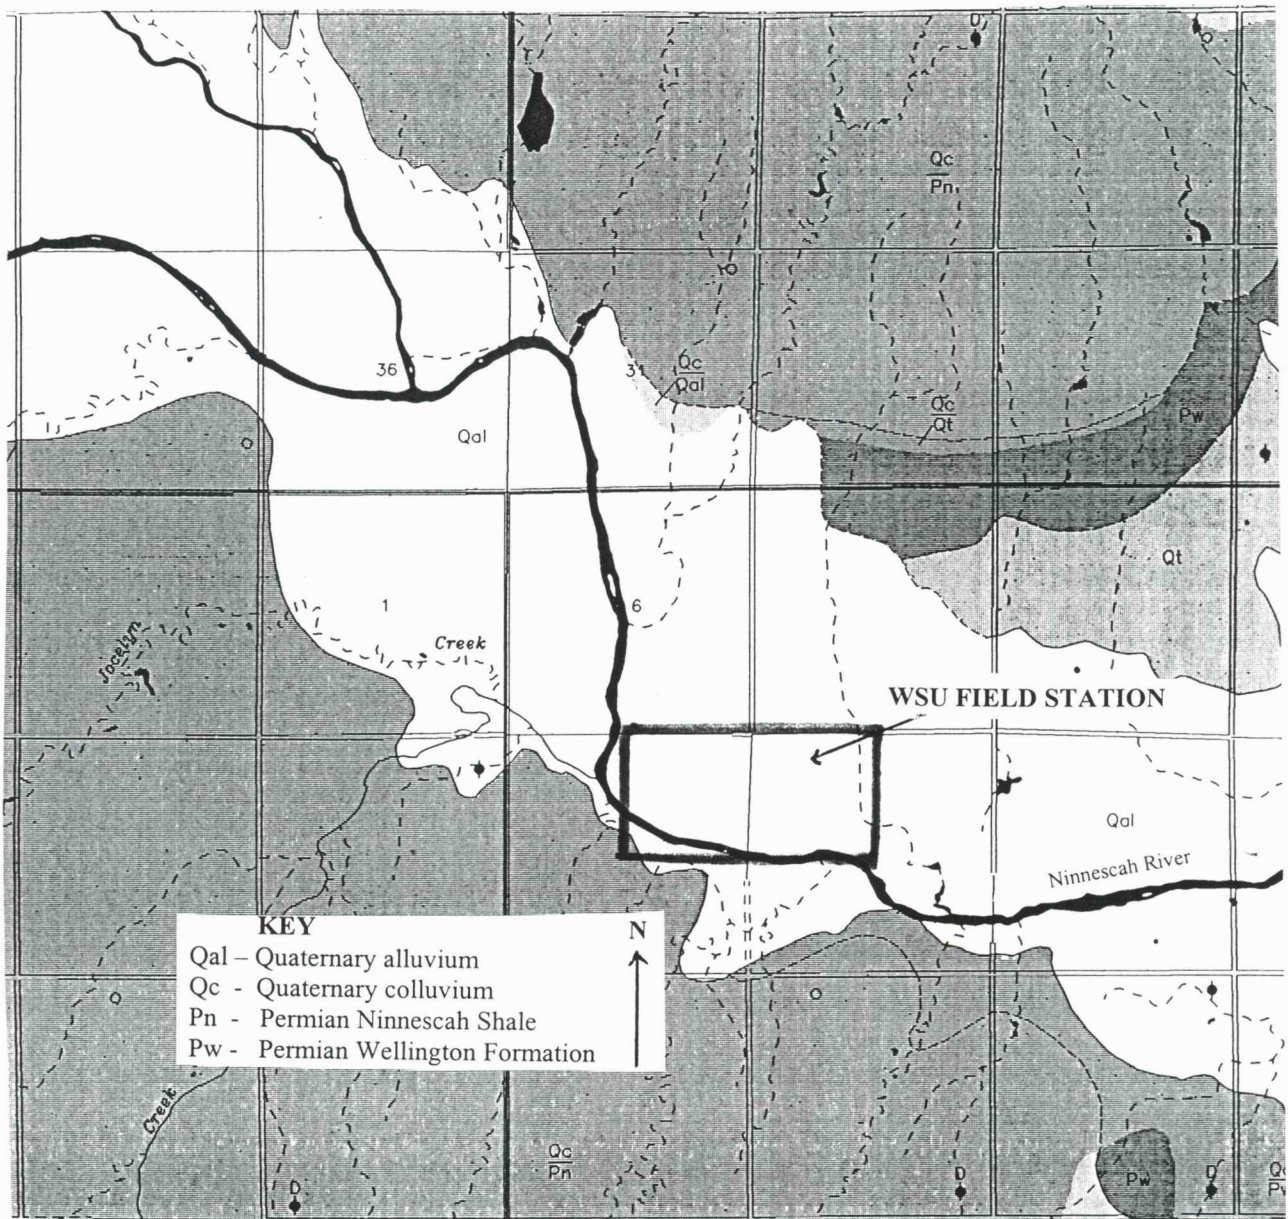 D
Qc
Pn
36
31
Qc
Qal
Qc
Qt
Pw
Qal
Qt
1
6
Creek
Jocelyn
WSU FIELD STATION
Qal
Ninnescah River
KEY
N
Qal – Quaternary alluvium
Qc - Quaternary colluvium
Pn - Permian Ninnescah Shale
Pw - Permian Wellington Formation
Creek
Qc
Pn
D
D
Pw
D